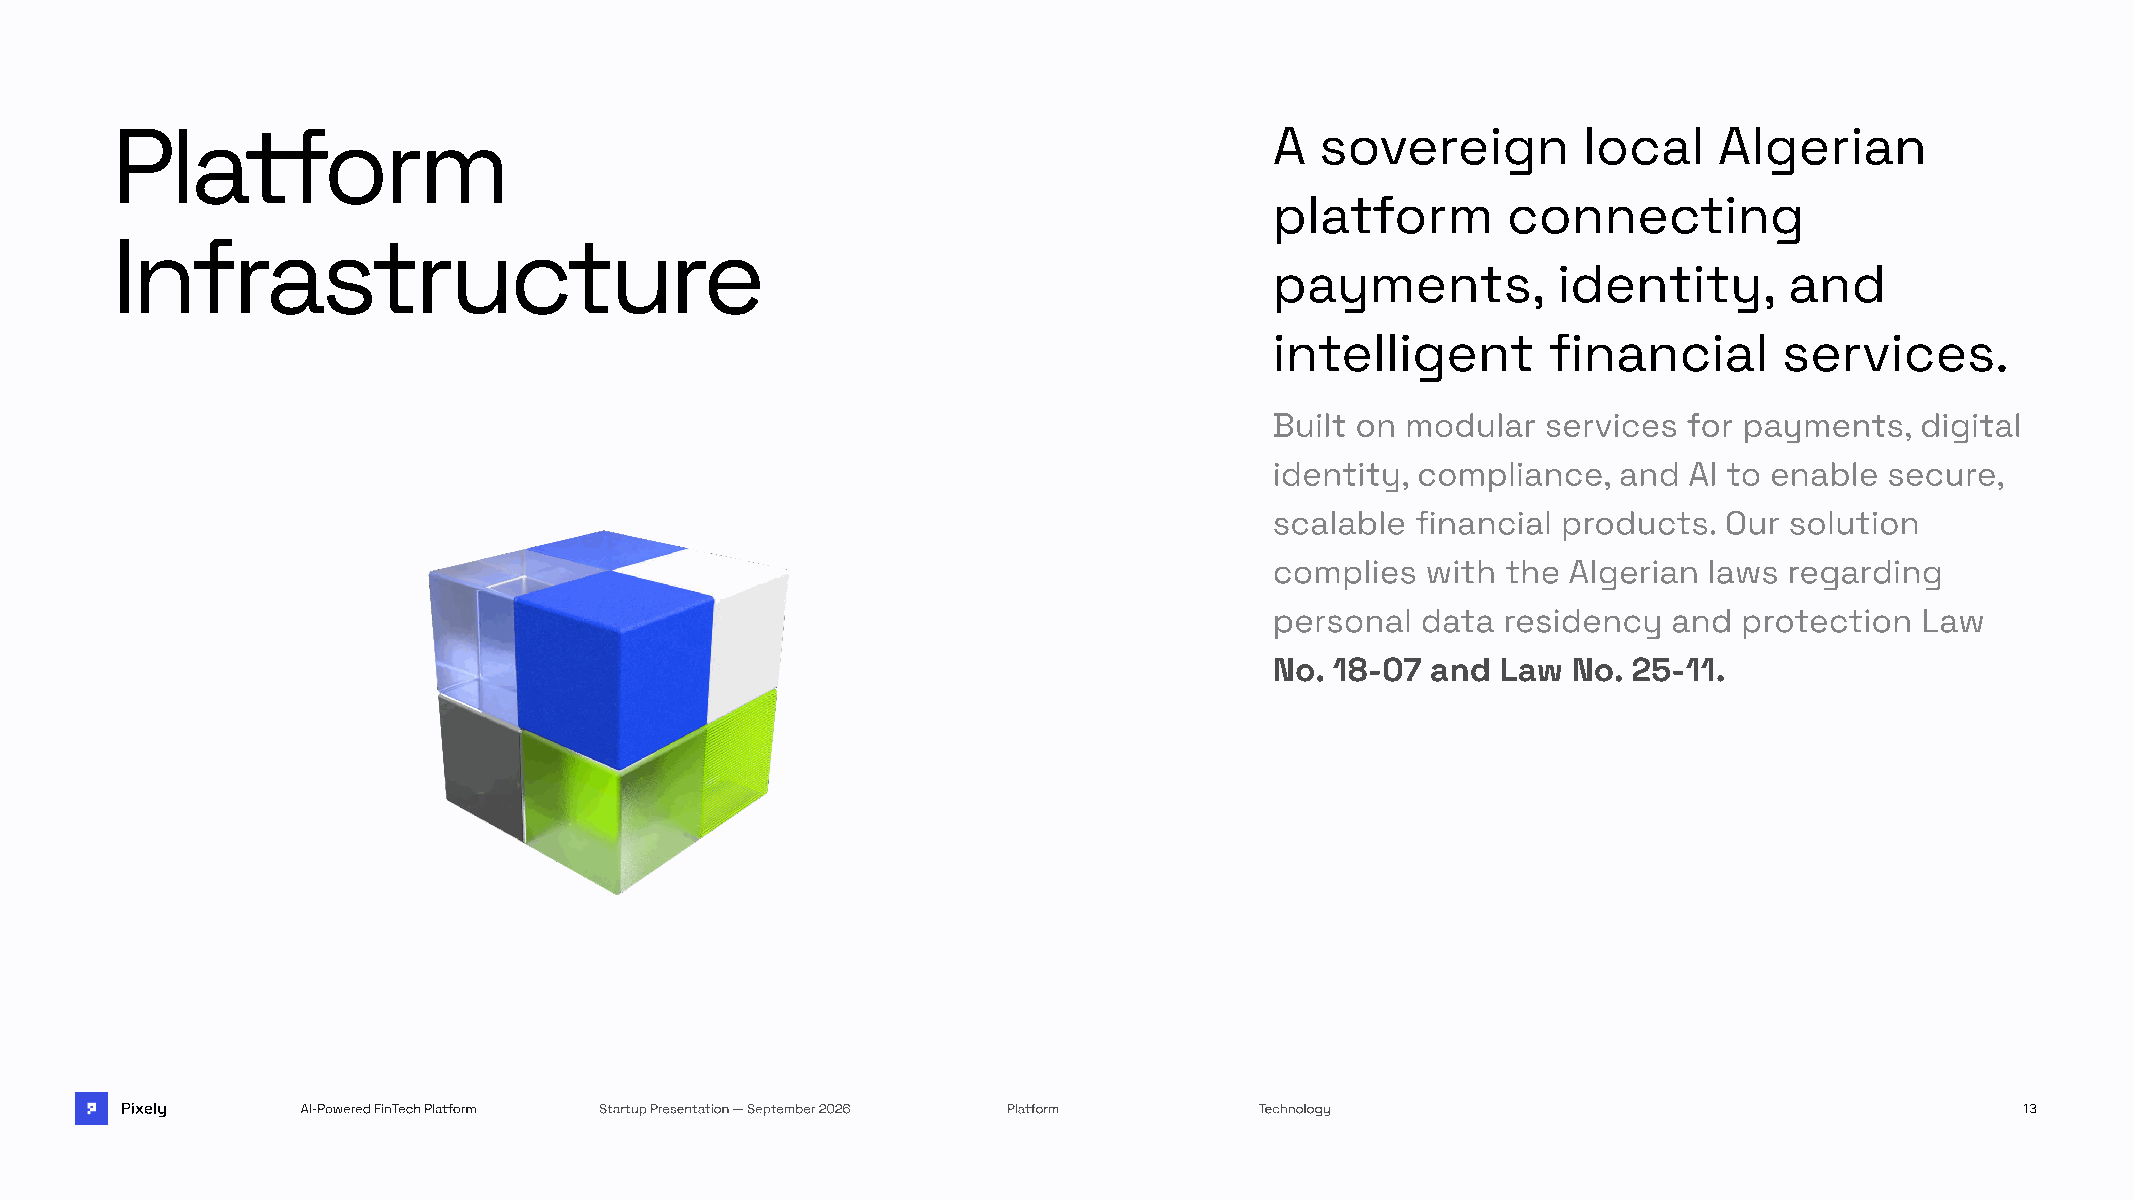 Platform
Infrastructure
A sovereign local Algerian
platform connecting
payments, identity, and
intelligent financial services.
Built on modular services for payments, digital
identity, compliance, and AI to enable secure,
scalable financial products. Our solution
complies with the Algerian laws regarding
personal data residency and protection Law
No. 18-07 and Law No. 25-11.
Pixely AI-Powered FinTech Platform Startup Presentation — September 2026 Platform Technology 13